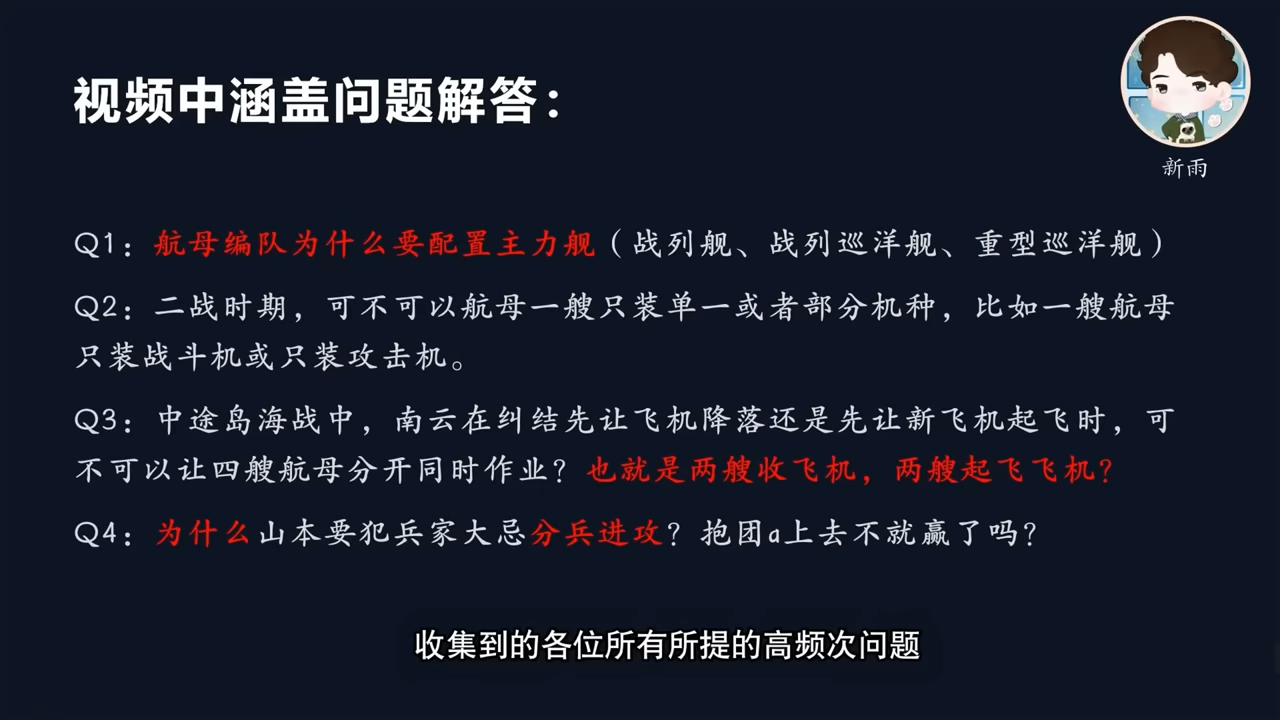 视频中涵盖问题解答：
新雨
Q1：航母编队为什么要配置主力舰（战列舰、战列巡洋舰、重型巡洋舰）
Q2：二战时期，可不可以航母一艘只装单一或者部分机种，比如一艘航母
只装战斗机或只装攻击机。
Q3：中途岛海战中，南云在纠结先让飞机降落还是先让新飞机起飞时，可
不可以让四艘航母分开同时作业？也就是两艘收飞机，两艘起飞飞机？
Q4：为什么山本要犯兵家大忌分兵进攻？抱团a上去不就赢了吗？
收集到的各位所有所提的高频次问题